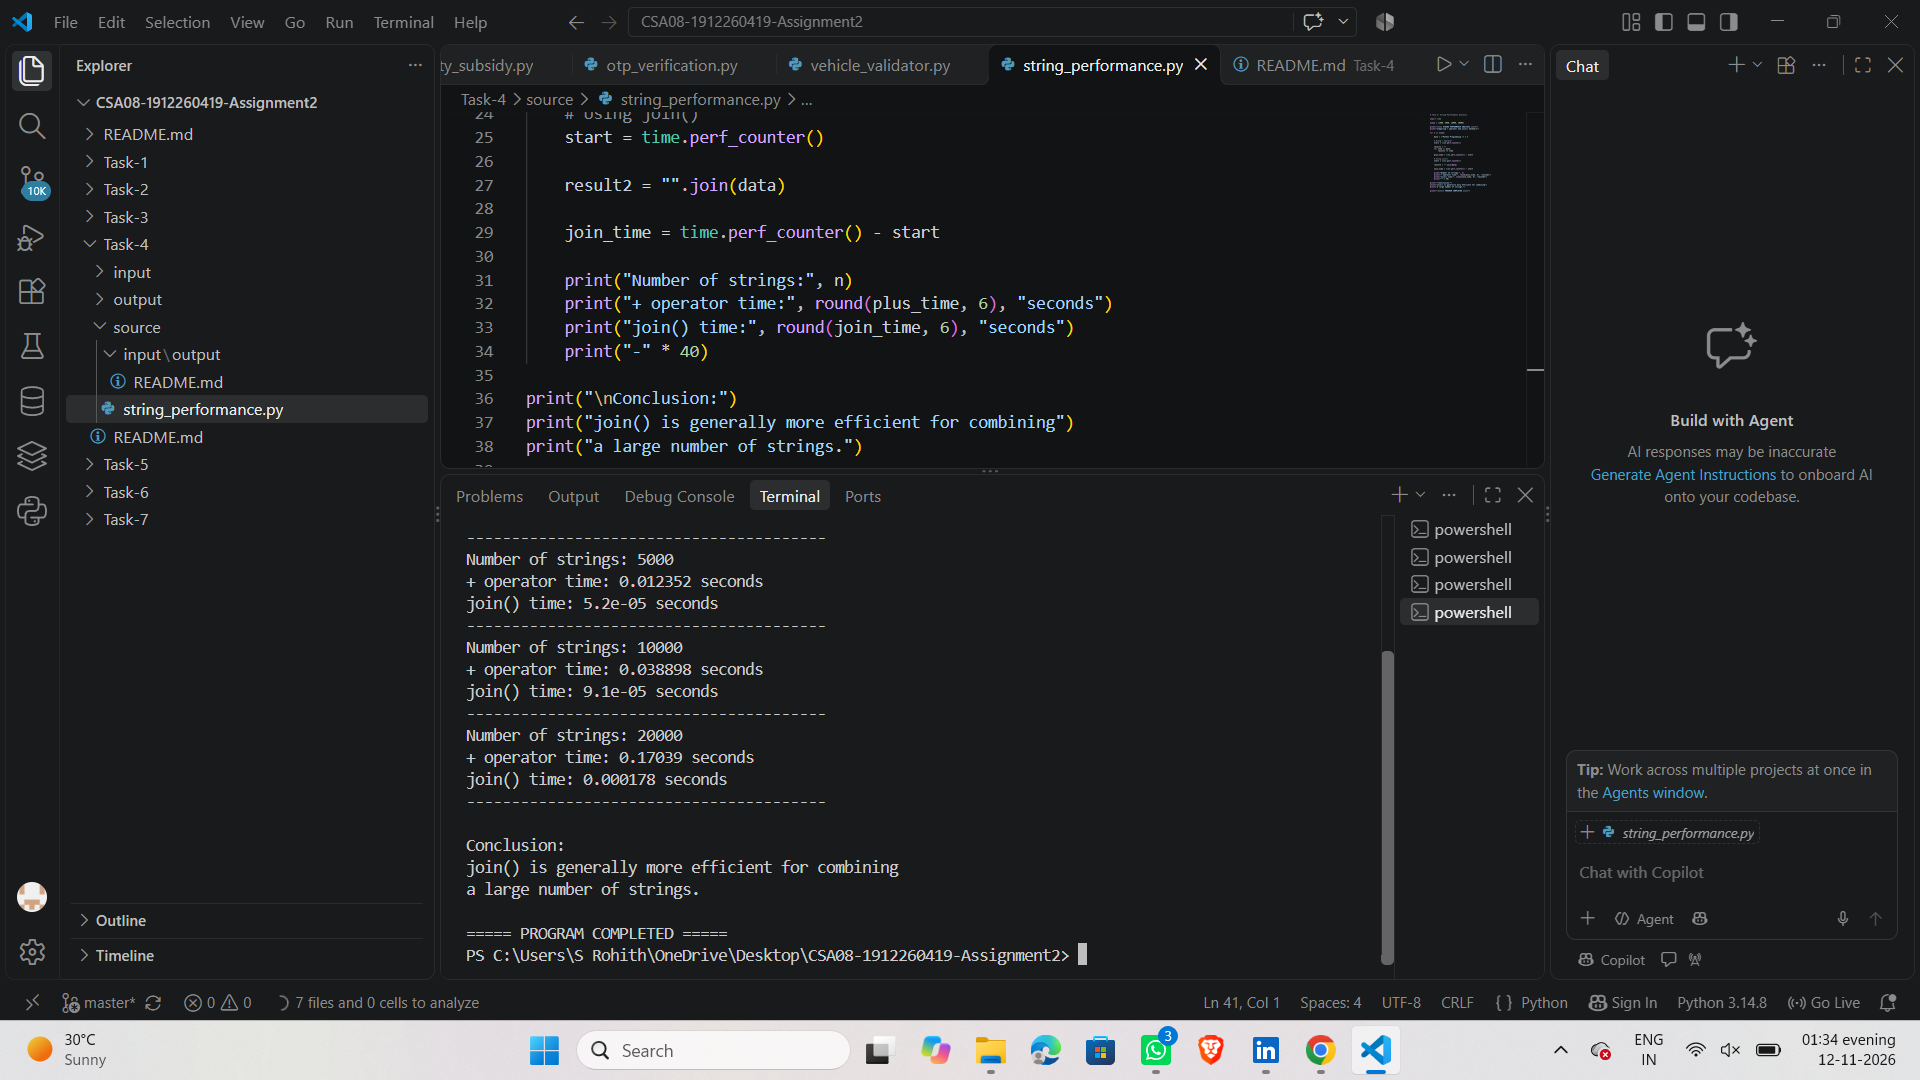 File Edit Selection View Go Run Terminal Help
CSA08-1912260419-Assignment2
Explorer
CSA08-1912260419-Assignment2
README.md
Task-1
Task-2
Task-3
Task-4
input
output
source
input\output
README.md
string_performance.py
README.md
Task-5
Task-6
Task-7
Outline
Timeline
10K
ty_subsidy.py otp_verification.py vehicle_validator.py string_performance.py README.md Task-4
Task-4 > source > string_performance.py > ...
24 # Using join()
25 start = time.perf_counter()
26
27 result2 = "".join(data)
28
29 join_time = time.perf_counter() - start
30
31 print("Number of strings:", n)
32 print("+ operator time:", round(plus_time, 6), "seconds")
33 print("join() time:", round(join_time, 6), "seconds")
34 print("-" * 40)
35
36 print("\nConclusion:")
37 print("join() is generally more efficient for combining")
38 print("a large number of strings.")
Problems Output Debug Console Terminal Ports
----------------------------------------
Number of strings: 5000
+ operator time: 0.012352 seconds
join() time: 5.2e-05 seconds
----------------------------------------
Number of strings: 10000
+ operator time: 0.038898 seconds
join() time: 9.1e-05 seconds
----------------------------------------
Number of strings: 20000
+ operator time: 0.17039 seconds
join() time: 0.000178 seconds
----------------------------------------
Conclusion:
join() is generally more efficient for combining
a large number of strings.
===== PROGRAM COMPLETED =====
PS C:\Users\S Rohith\OneDrive\Desktop\CSA08-1912260419-Assignment2>
powershell
powershell
powershell
powershell
Chat
Build with Agent
AI responses may be inaccurate
Generate Agent Instructions to onboard AI
onto your codebase.
Tip: Work across multiple projects at once in
the Agents window.
string_performance.py
Chat with Copilot
Agent
Copilot
master* 0 0 7 files and 0 cells to analyze Ln 41, Col 1 Spaces: 4 UTF-8 CRLF { } Python Sign In Python 3.14.8 Go Live
30°C
Sunny
Search
3
ENG
IN
01:34 evening
12-11-2026